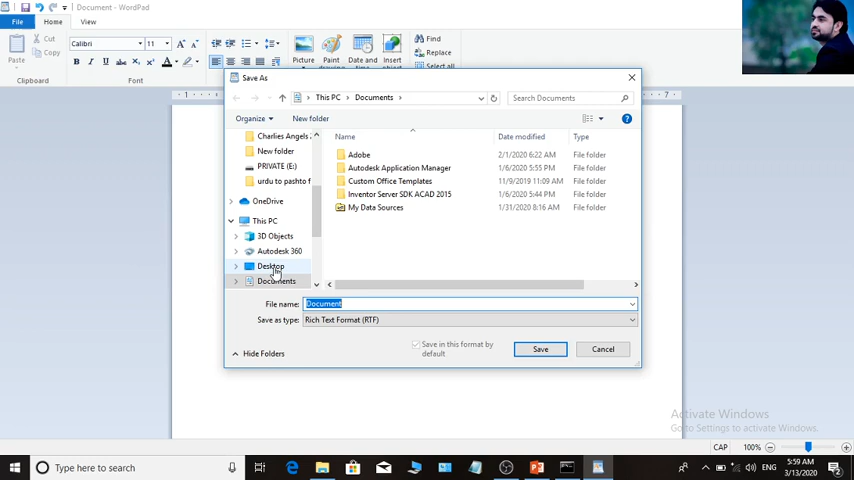 Document - WordPad
File
Home
View
Paste
Cut
Copy
Calibri
11
Clipboard
Font
Picture
Paint drawing
Date and time
Insert object
Find
Replace
Select all
Save As
This PC
Documents
Search Documents
Organize
New folder
Name
Date modified
Type
Charlies Angels
New folder
PRIVATE (E:)
urdu to pashto f
OneDrive
This PC
3D Objects
Autodesk 360
Desktop
Documents
Adobe 2/1/2020 6:22 AM File folder
Autodesk Application Manager 1/6/2020 5:55 PM File folder
Custom Office Templates 11/9/2019 11:09 AM File folder
Inventor Server SDK ACAD 2015 1/6/2020 5:44 PM File folder
My Data Sources 1/31/2020 8:16 AM File folder
File name: Document
Save as type: Rich Text Format (RTF)
Save in this format by
default
Save
Cancel
Hide Folders
Activate Windows
Go to Settings to activate Windows.
CAP
100%
Type here to search
ENG
5:59 AM
3/13/2020
2